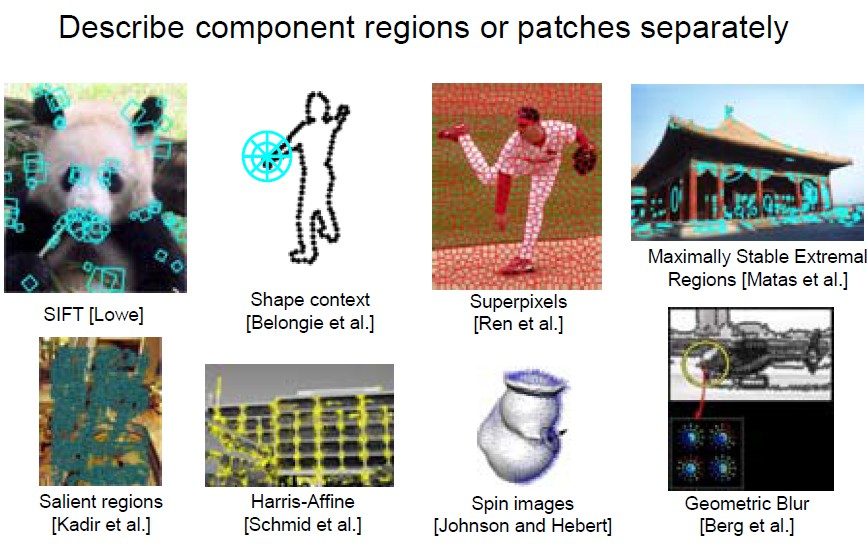 Describe component regions or patches separately
SIFT [Lowe]
Shape context
[Belongie et al.]
Superpixels
[Ren et al.]
Maximally Stable Extremal
Regions [Matas et al.]
Salient regions
[Kadir et al.]
Harris-Affine
[Schmid et al.]
Spin images
[Johnson and Hebert]
Geometric Blur
[Berg et al.]